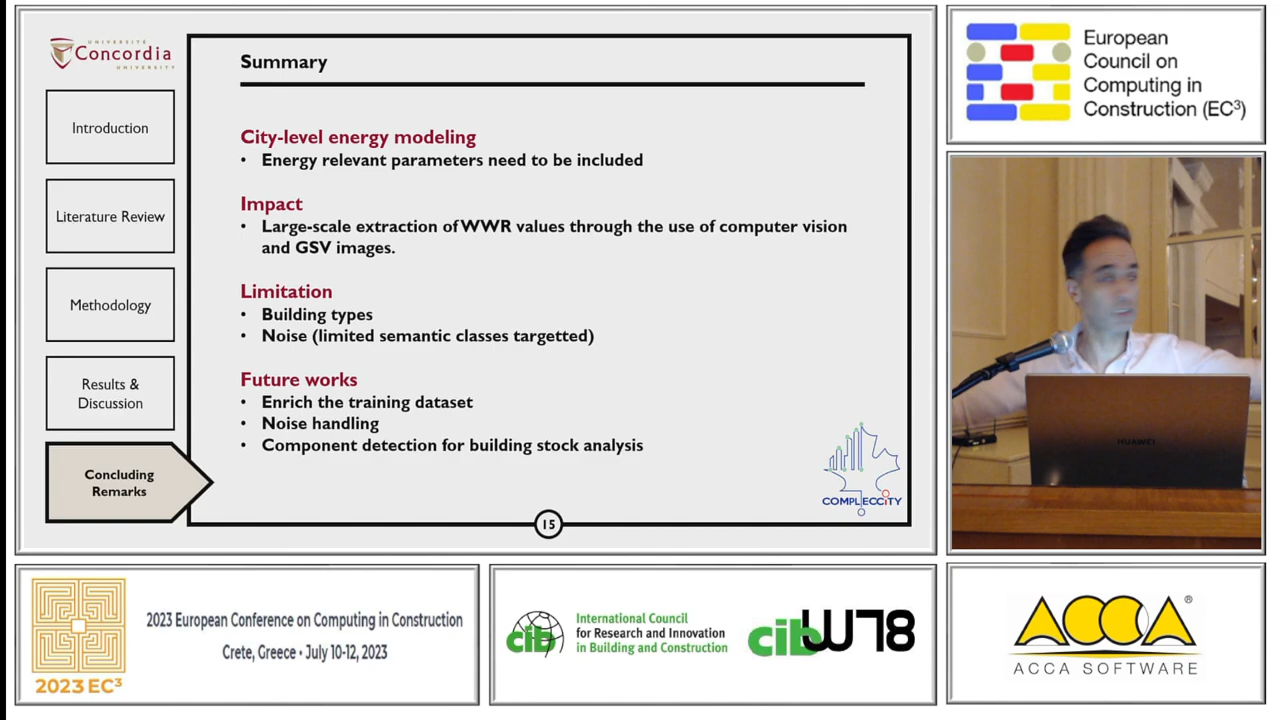 UNIVERSITÉ
Concordia
UNIVERSITY
Introduction
Literature Review
Methodology
Results &
Discussion
Concluding
Remarks
Summary
City-level energy modeling
• Energy relevant parameters need to be included
Impact
• Large-scale extraction of WWR values through the use of computer vision
and GSV images.
Limitation
• Building types
• Noise (limited semantic classes targetted)
Future works
• Enrich the training dataset
• Noise handling
• Component detection for building stock analysis
COMPLECCITY
15
European
Council on
Computing in
Construction (EC³)
HUAWEI
2023 EC³
2023 European Conference on Computing in Construction
Crete, Greece • July 10-12, 2023
cib
International Council
for Research and Innovation
in Building and Construction
cib W78
ACCA ®
ACCA SOFTWARE